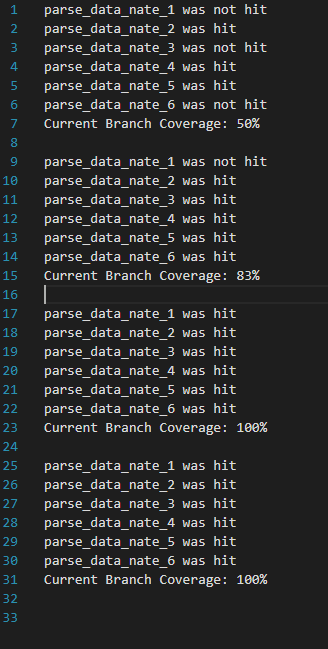 1 parse_data_nate_1 was not hit
2 parse_data_nate_2 was hit
3 parse_data_nate_3 was not hit
4 parse_data_nate_4 was hit
5 parse_data_nate_5 was hit
6 parse_data_nate_6 was not hit
7 Current Branch Coverage: 50%
8
9 parse_data_nate_1 was not hit
10 parse_data_nate_2 was hit
11 parse_data_nate_3 was hit
12 parse_data_nate_4 was hit
13 parse_data_nate_5 was hit
14 parse_data_nate_6 was hit
15 Current Branch Coverage: 83%
16
17 parse_data_nate_1 was hit
18 parse_data_nate_2 was hit
19 parse_data_nate_3 was hit
20 parse_data_nate_4 was hit
21 parse_data_nate_5 was hit
22 parse_data_nate_6 was hit
23 Current Branch Coverage: 100%
24
25 parse_data_nate_1 was hit
26 parse_data_nate_2 was hit
27 parse_data_nate_3 was hit
28 parse_data_nate_4 was hit
29 parse_data_nate_5 was hit
30 parse_data_nate_6 was hit
31 Current Branch Coverage: 100%
32
33